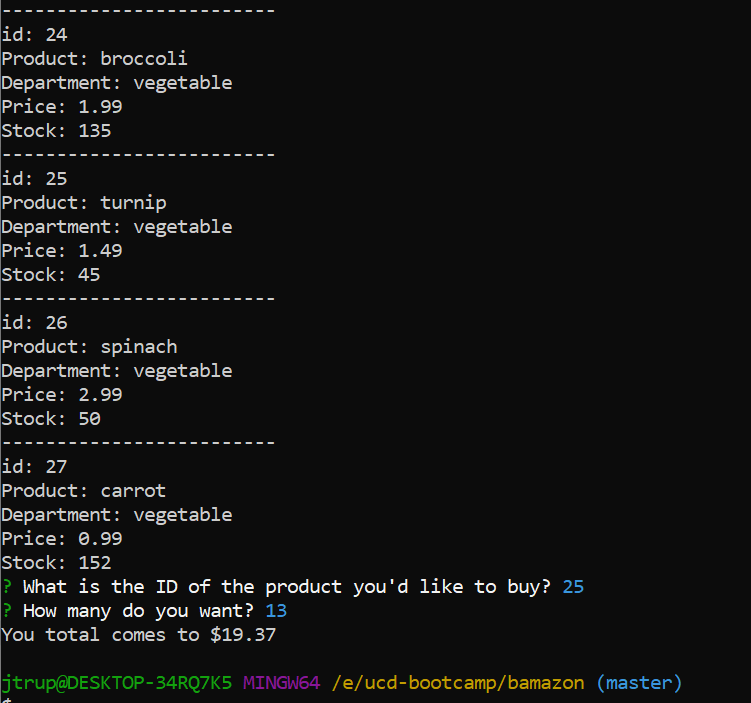 -------------------------
id: 24
Product: broccoli
Department: vegetable
Price: 1.99
Stock: 135
-------------------------
id: 25
Product: turnip
Department: vegetable
Price: 1.49
Stock: 45
-------------------------
id: 26
Product: spinach
Department: vegetable
Price: 2.99
Stock: 50
-------------------------
id: 27
Product: carrot
Department: vegetable
Price: 0.99
Stock: 152
? What is the ID of the product you'd like to buy? 25
? How many do you want? 13
You total comes to $19.37
jtrup@DESKTOP-34RQ7K5 MINGW64 /e/ucd-bootcamp/bamazon (master)